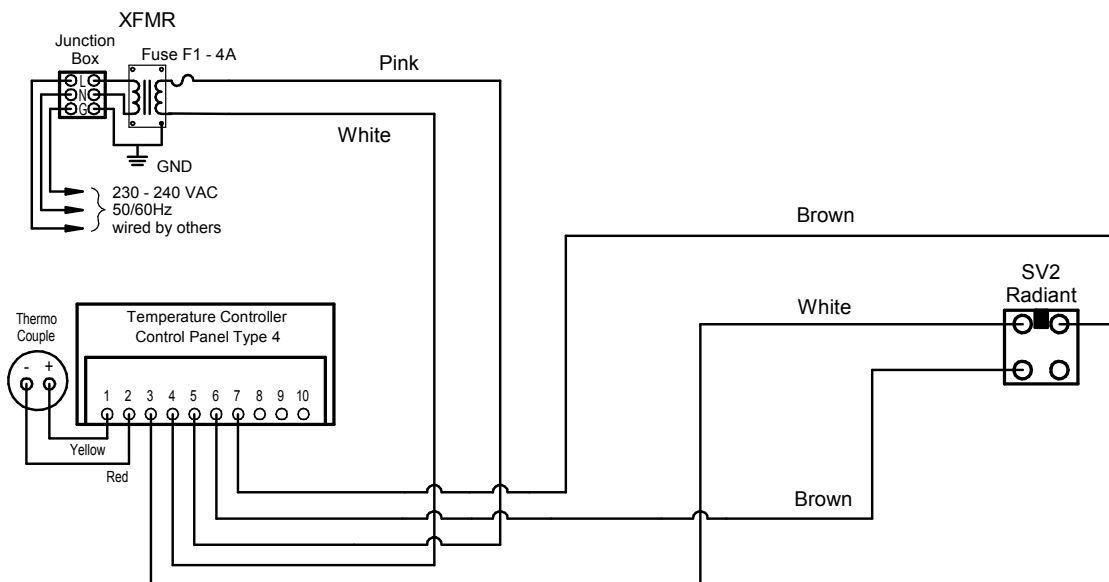 XFMR
Junction
Box
Fuse F1 - 4A
L
N
G
Pink
White
GND
230 - 240 VAC
50/60Hz
wired by others
Brown
SV2
Radiant
White
Thermo
Couple
- +
Temperature Controller
Control Panel Type 4
1 2 3 4 5 6 7 8 9 10
Yellow
Red
Brown